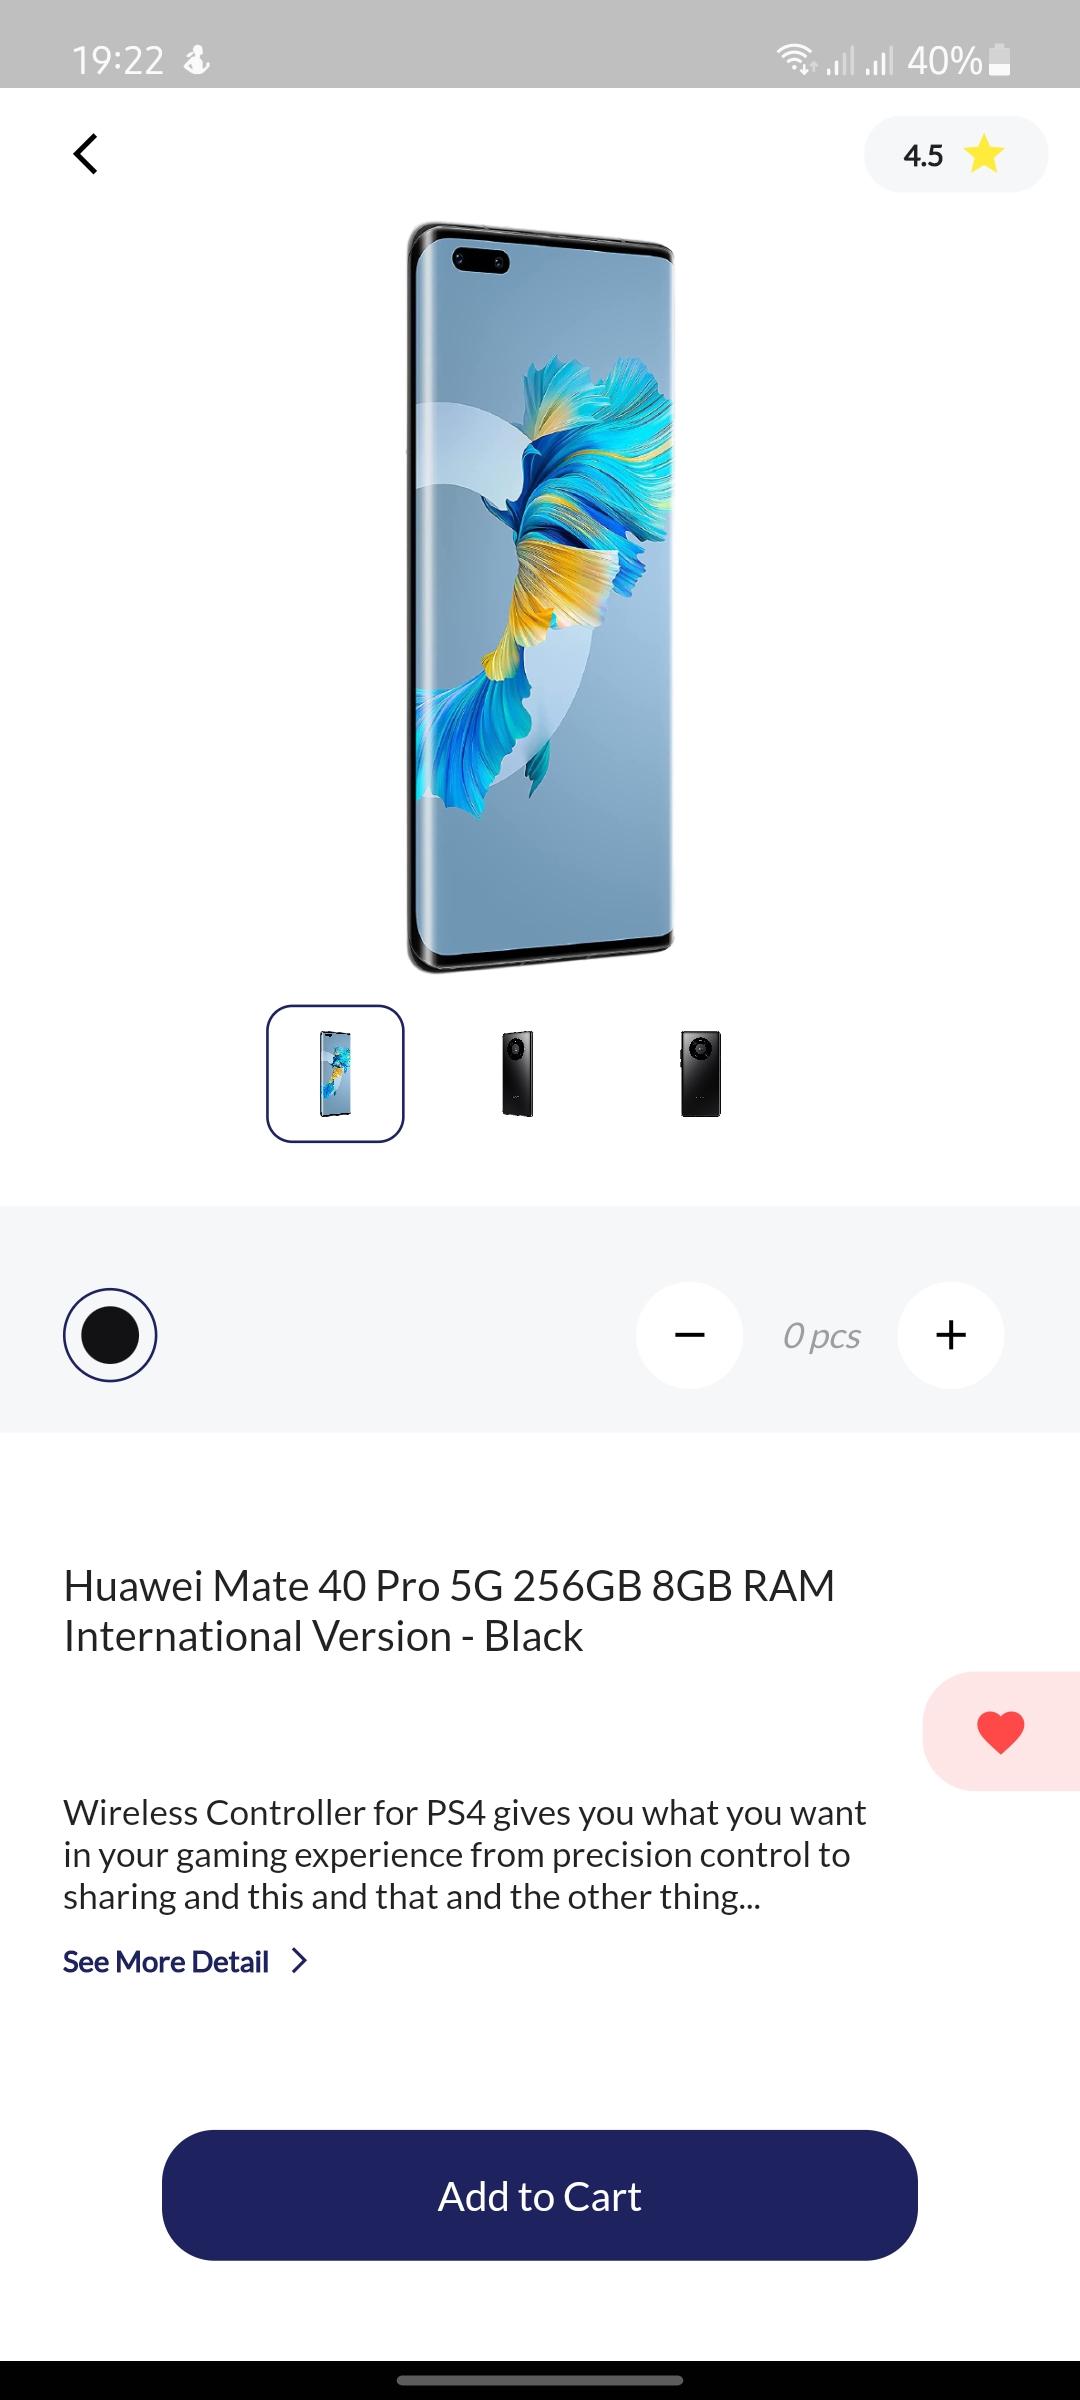 19:22
40%
4.5
0 pcs
Huawei Mate 40 Pro 5G 256GB 8GB RAM
International Version - Black
Wireless Controller for PS4 gives you what you want
in your gaming experience from precision control to
sharing and this and that and the other thing...
See More Detail
Add to Cart